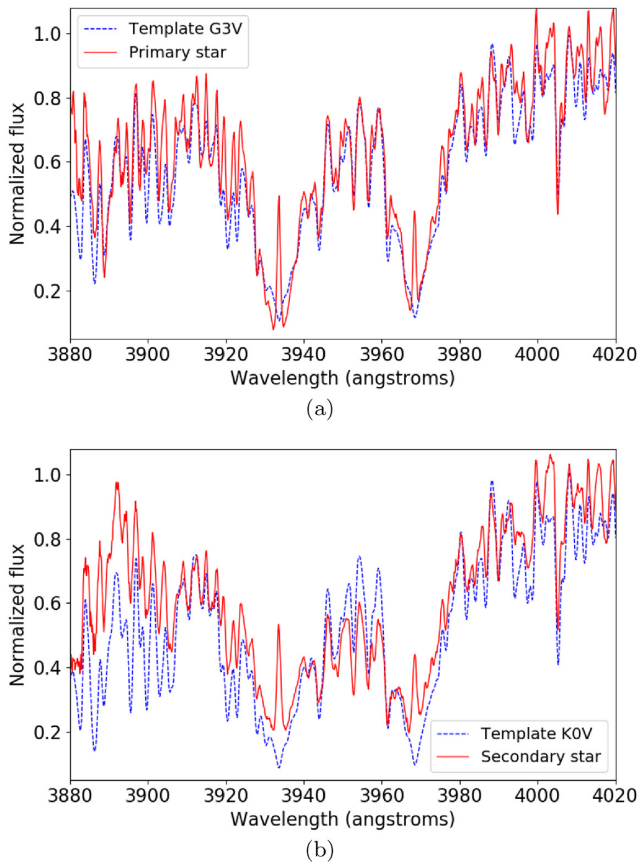 Template G3V
Primary star
1.0
0.8
0.6
0.4
0.2
Normalized flux
3880 3900 3920 3940 3960 3980 4000 4020
Wavelength (angstroms)
(a)
1.0
0.8
0.6
0.4
0.2
Normalized flux
Template K0V
Secondary star
3880 3900 3920 3940 3960 3980 4000 4020
Wavelength (angstroms)
(b)